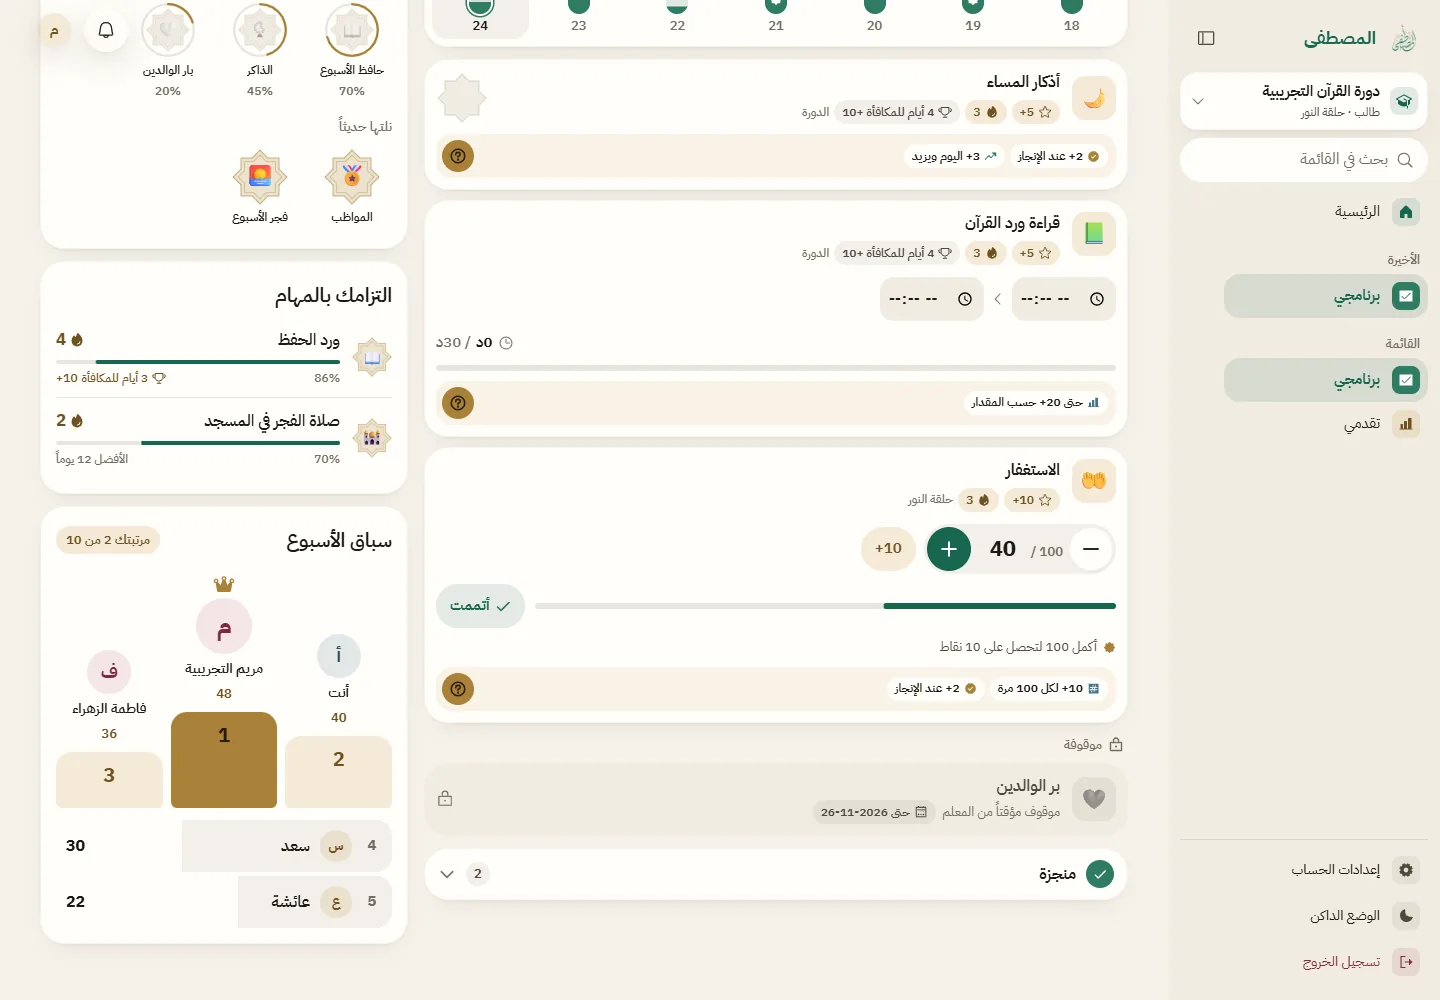 المصطفى
دورة القرآن التجريبية
طالب · حلقة النور
بحث في القائمة
الرئيسية
الأخيرة
برنامجي
القائمة
برنامجي
تقدمي
إعدادات الحساب
الوضع الداكن
تسجيل الخروج
18 19 20 21 22 23 24
أذكار المساء
+5 3 4 أيام للمكافأة +10 الدورة
+2 عند الإنجاز +3 اليوم ويزيد
قراءة ورد القرآن
+5 3 4 أيام للمكافأة +10 الدورة
--:-- -- --:-- --
0د / 30د
حتى +20 حسب المقدار
الاستغفار
+10 3 حلقة النور
40 / 100 +10
أتممت
أكمل 100 لتحصل على 10 نقاط
+10 لكل 100 مرة +2 عند الإنجاز
موقوفة
بر الوالدين
موقوف مؤقتاً من المعلم حتى 2026-11-26
منجزة 2
م
حافظ الأسبوع الذاكر بار الوالدين
70% 45% 20%
نلتها حديثاً
المواظب فجر الأسبوع
التزامك بالمهام
ورد الحفظ 4
86% 3 أيام للمكافأة +10
صلاة الفجر في المسجد 2
70% الأفضل 12 يوماً
سباق الأسبوع مرتبتك 2 من 10
م
مريم التجريبية
48
1
أ
أنت
40
2
ف
فاطمة الزهراء
36
3
4 س سعد 30
5 ع عائشة 22